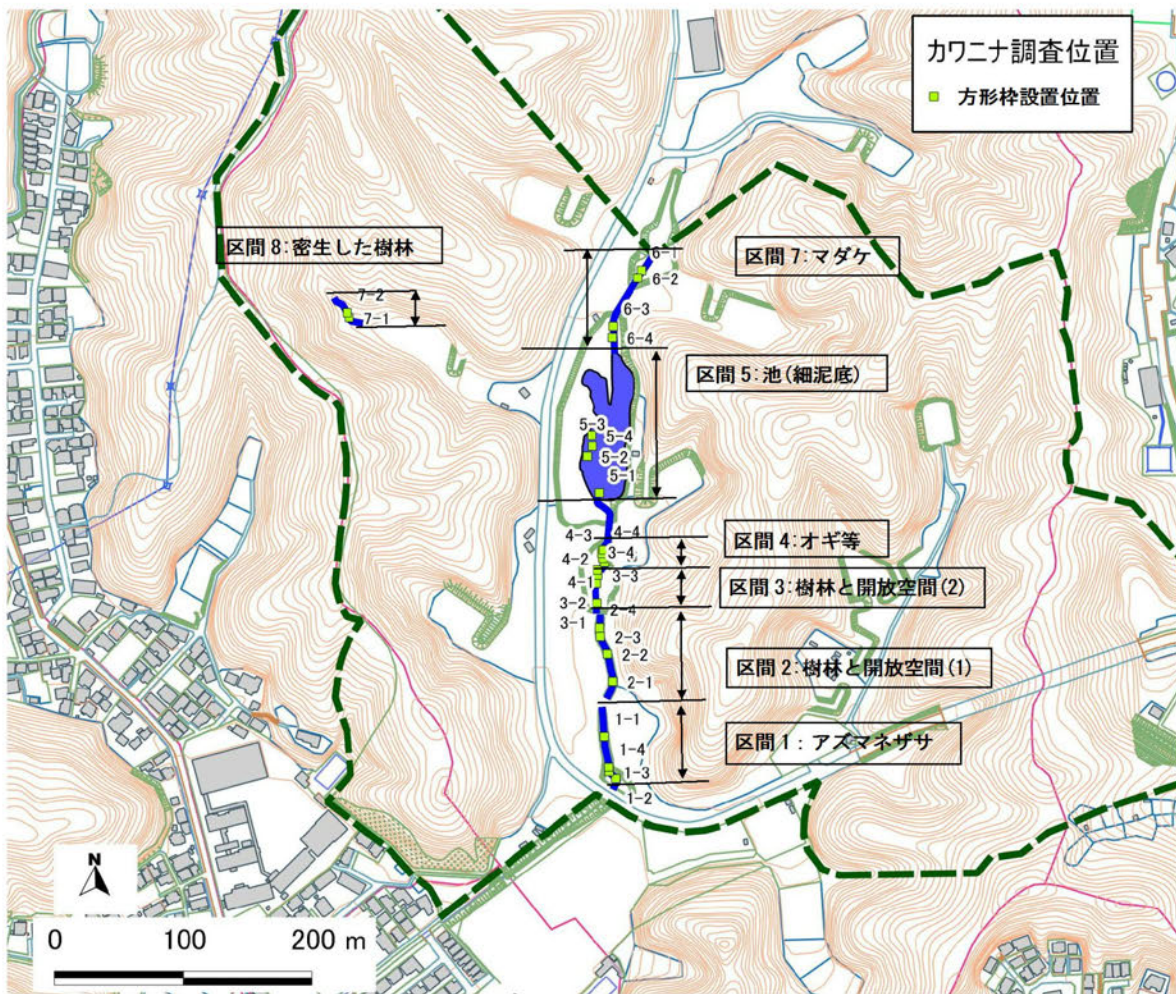 カワニナ調査位置
方形枠設置位置
区間 8:密生した樹林
7-2
7-1
6-1
6-2
区間 7:マダケ
6-3
6-4
区間 5:池(細泥底)
5-3
5-4
5-2
5-1
4-3
4-4
区間 4:オギ等
3-4
4-2
3-3
4-1
区間 3:樹林と開放空間(2)
3-2
2-4
3-1
2-3
2-2
区間 2:樹林と開放空間(1)
2-1
1-1
区間 1:アズマネザサ
1-4
1-3
1-2
N
0 100 200 m